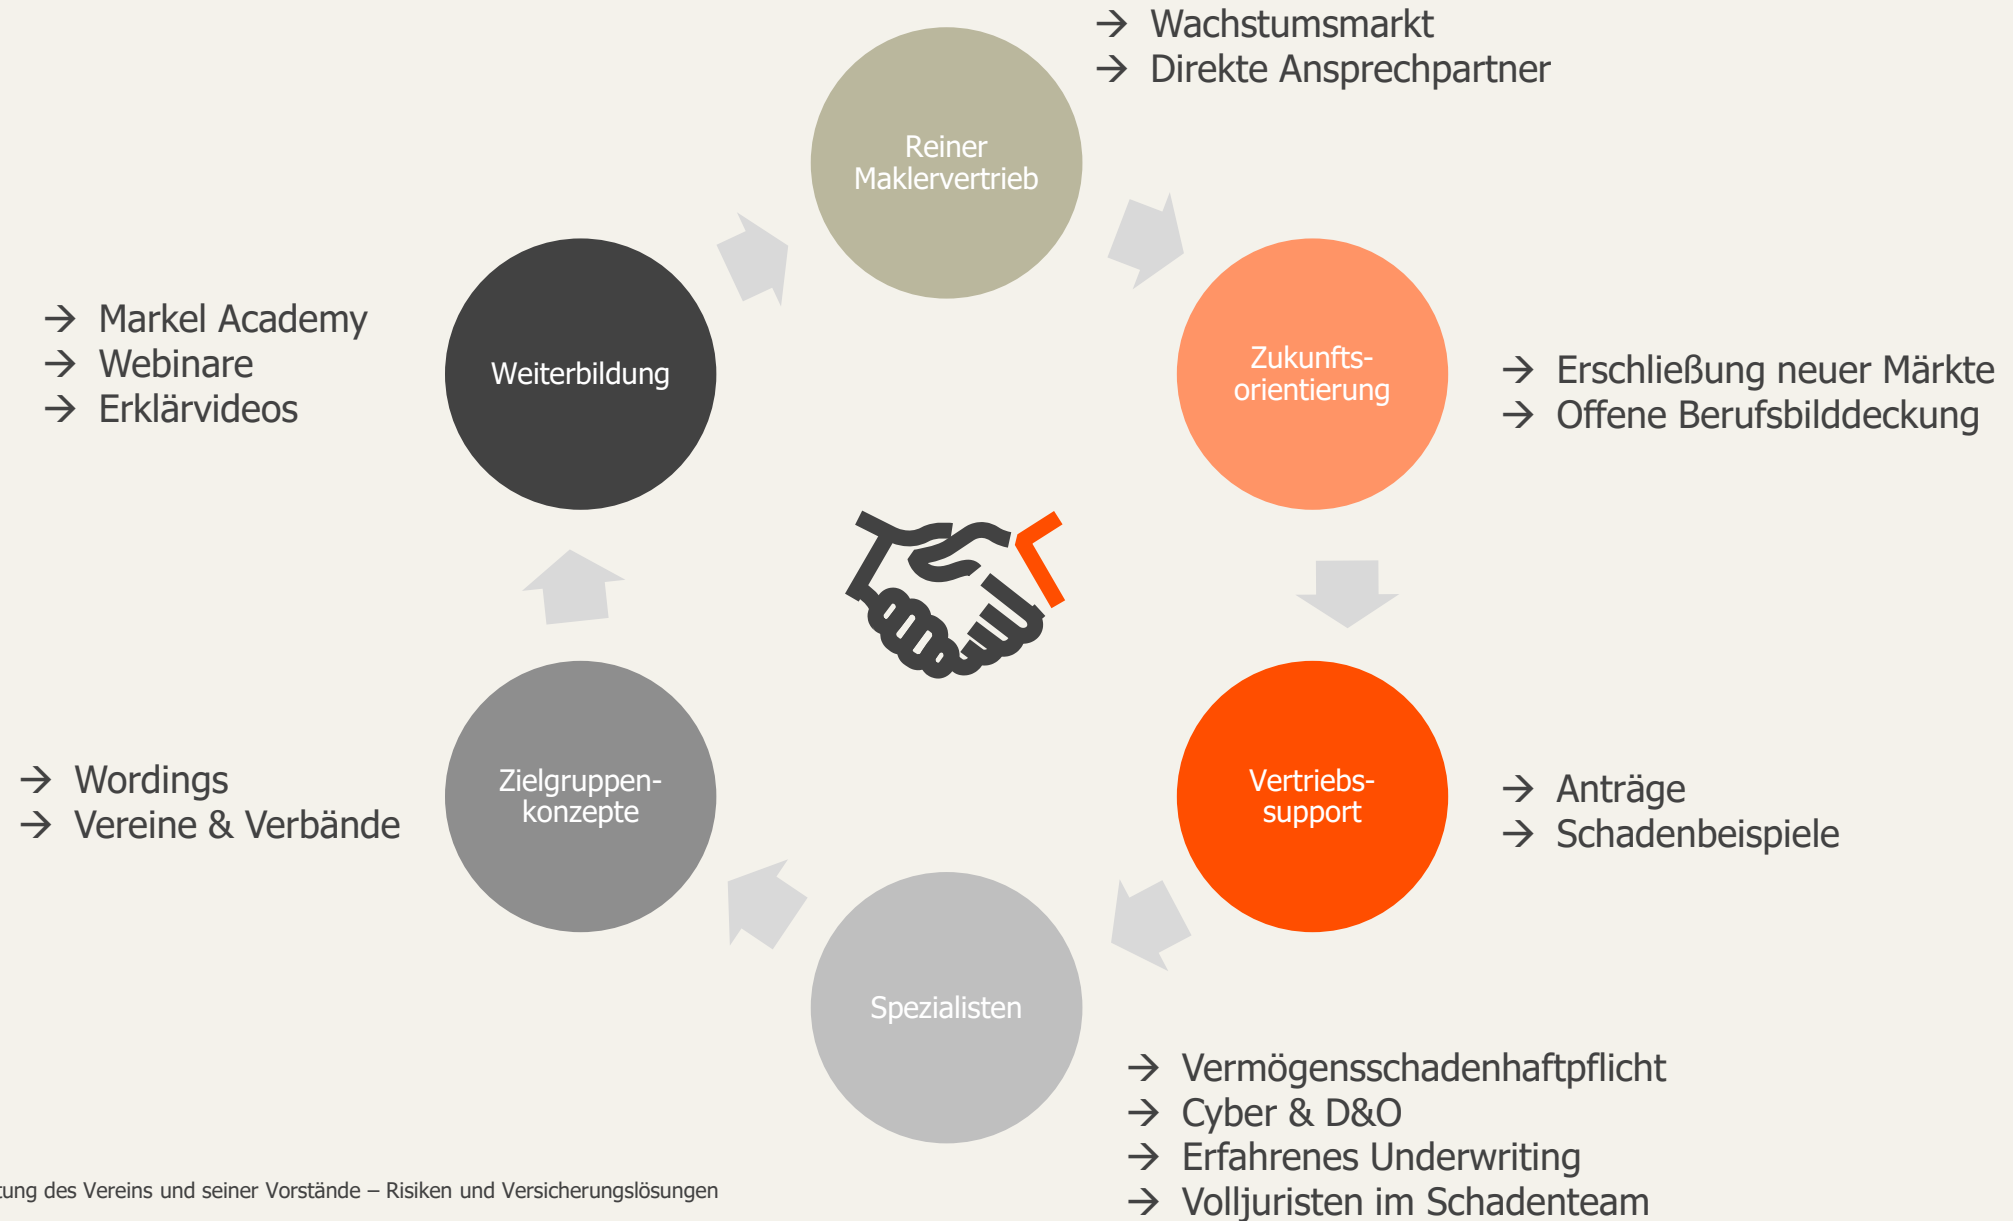 → Wachstumsmarkt
→ Direkte Ansprechpartner
Reiner
Maklervertrieb
Zukunfts-
orientierung
→ Erschließung neuer Märkte
→ Offene Berufsbilddeckung
Vertriebs-
support
→ Anträge
→ Schadenbeispiele
Spezialisten
→ Vermögensschadenhaftpflicht
→ Cyber & D&O
→ Erfahrenes Underwriting
→ Volljuristen im Schadenteam
Zielgruppen-
konzepte
→ Wordings
→ Vereine & Verbände
Weiterbildung
→ Markel Academy
→ Webinare
→ Erklärvideos
des Vereins und seiner Vorstände – Risiken und Versicherungslösungen